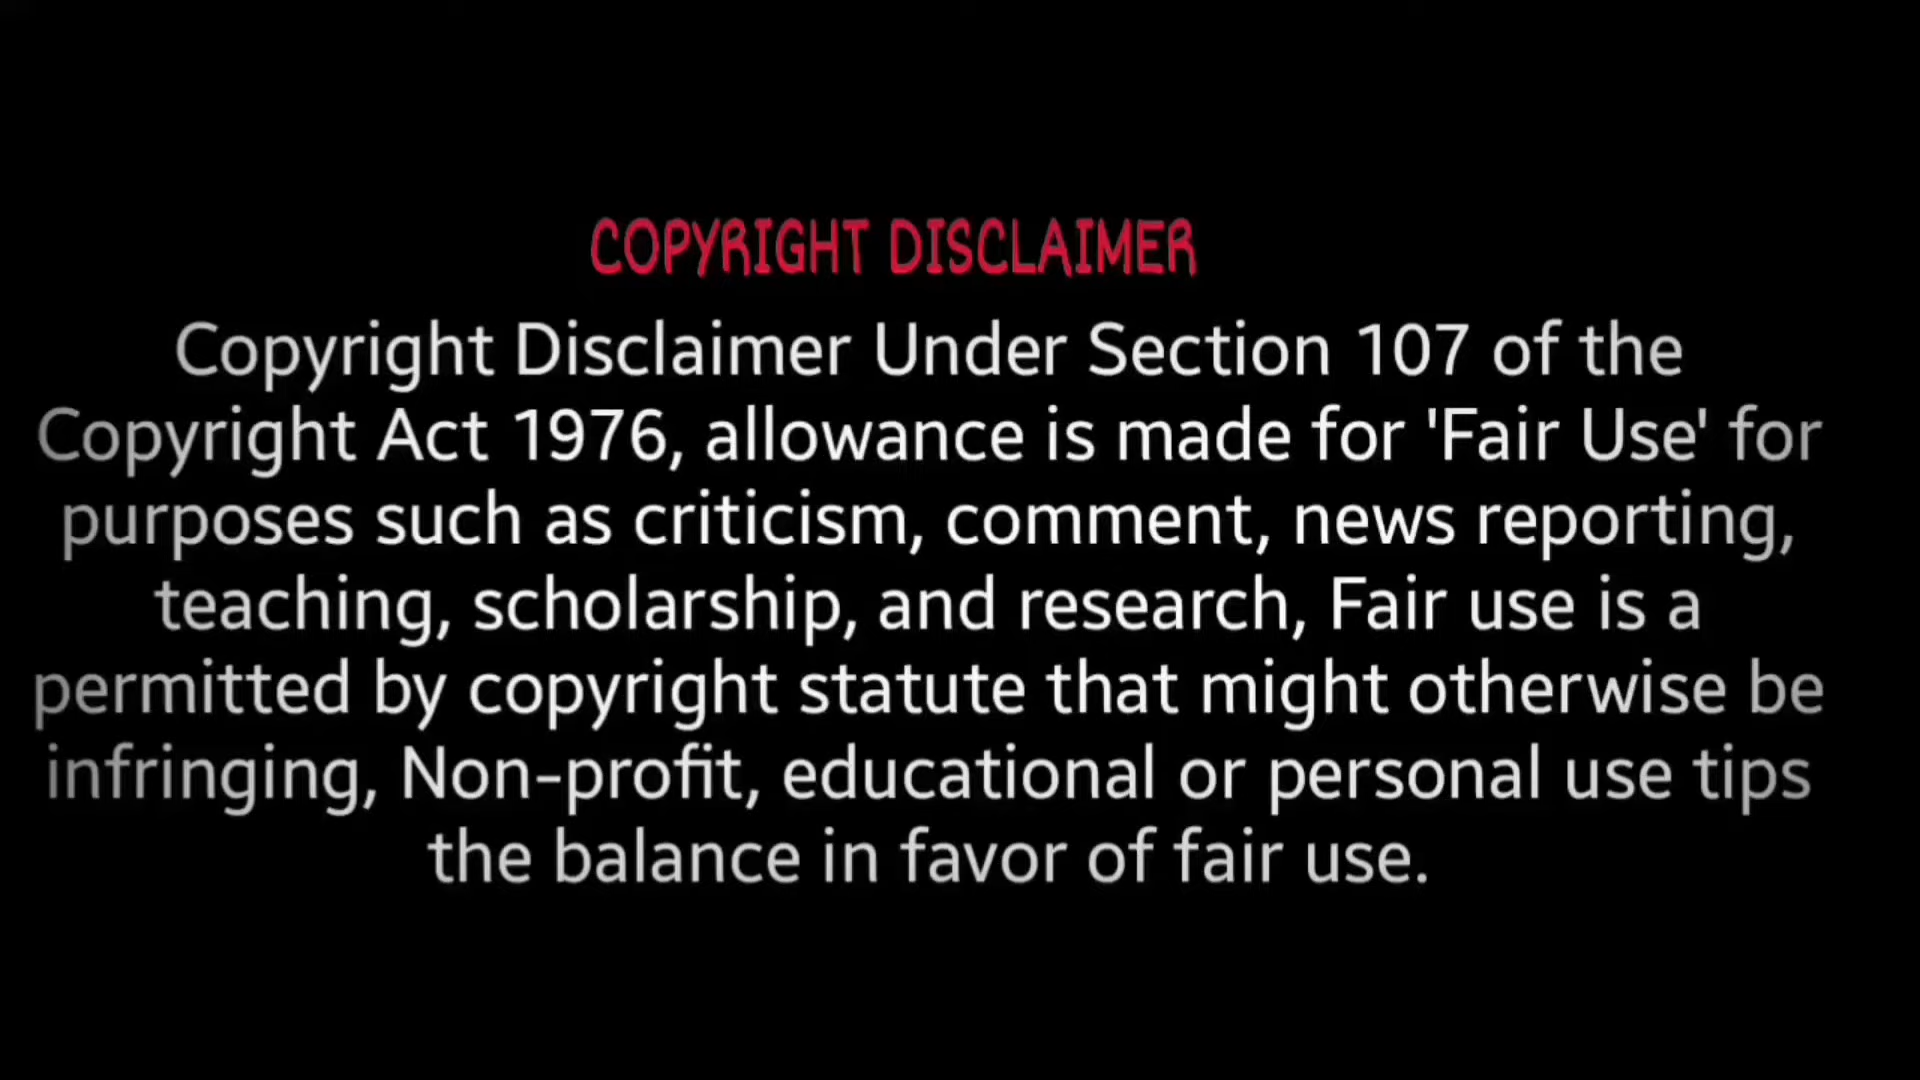 COPYRIGHT DISCLAIMER
Copyright Disclaimer Under Section 107 of the
Copyright Act 1976, allowance is made for 'Fair Use' for
purposes such as criticism, comment, news reporting,
teaching, scholarship, and research, Fair use is a
permitted by copyright statute that might otherwise be
infringing, Non-profit, educational or personal use tips
the balance in favor of fair use.